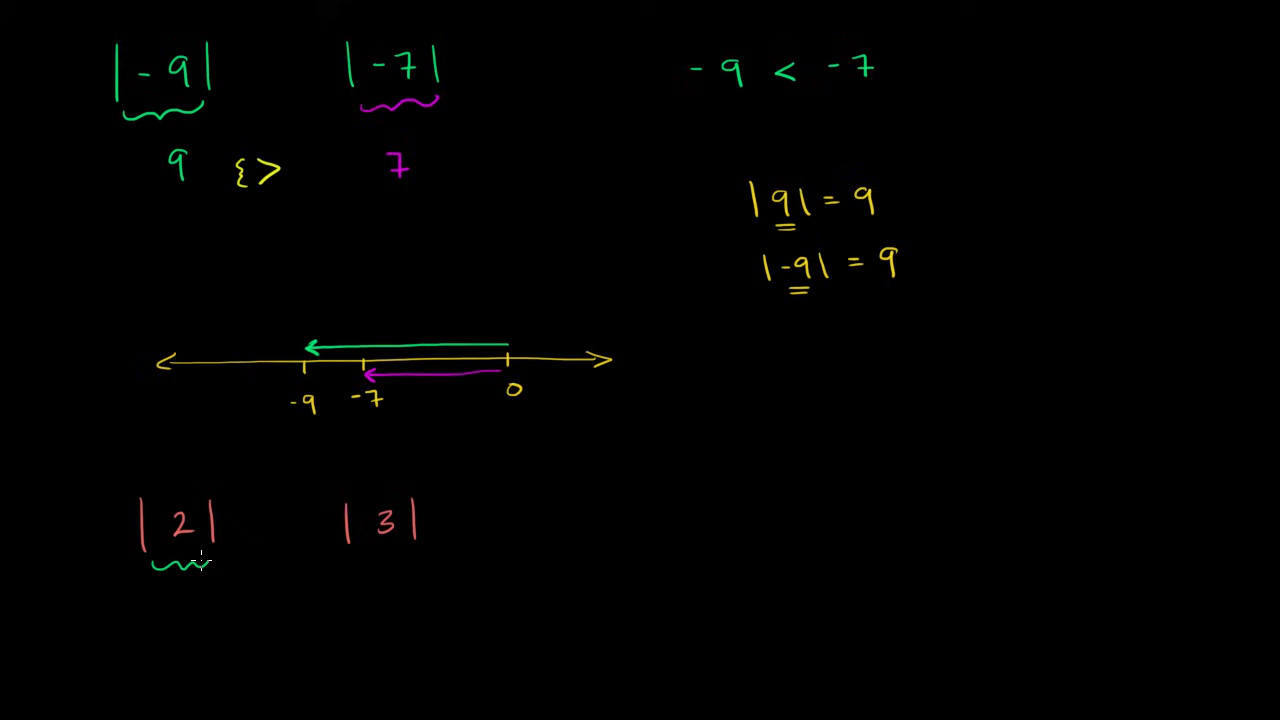 |-9| |-7| -9 < -7
9 {> 7
|9| = 9
|-9| = 9
-9 -7 0
|2| |3|